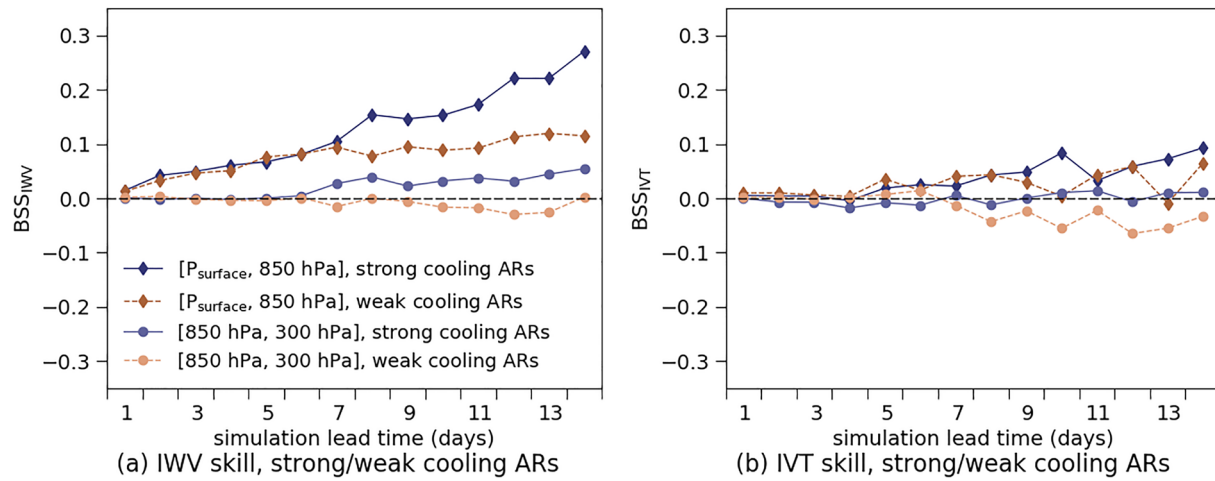 0.3
0.2
0.1
0.0
−0.1
−0.2
−0.3
BSS_IWV
[P_surface, 850 hPa], strong cooling ARs
[P_surface, 850 hPa], weak cooling ARs
[850 hPa, 300 hPa], strong cooling ARs
[850 hPa, 300 hPa], weak cooling ARs
1 3 5 7 9 11 13
simulation lead time (days)
(a) IWV skill, strong/weak cooling ARs
0.3
0.2
0.1
0.0
−0.1
−0.2
−0.3
BSS_IVT
1 3 5 7 9 11 13
simulation lead time (days)
(b) IVT skill, strong/weak cooling ARs